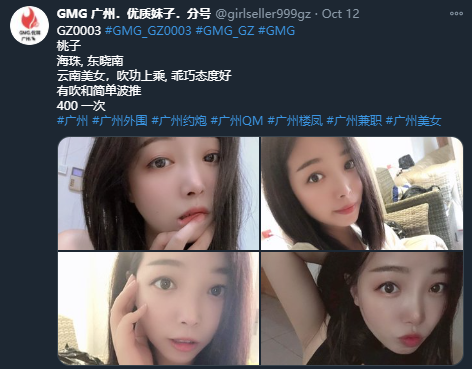 GMG 广州．优质妹子．分号 @girlseller999gz · Oct 12
GZ0003 #GMG_GZ0003 #GMG_GZ #GMG
桃子
海珠, 东晓南
云南美女，吹功上乘, 乖巧态度好
有吹和简单波推
400 一次
#广州 #广州外围 #广州约炮 #广州QM #广州楼凤 #广州兼职 #广州美女